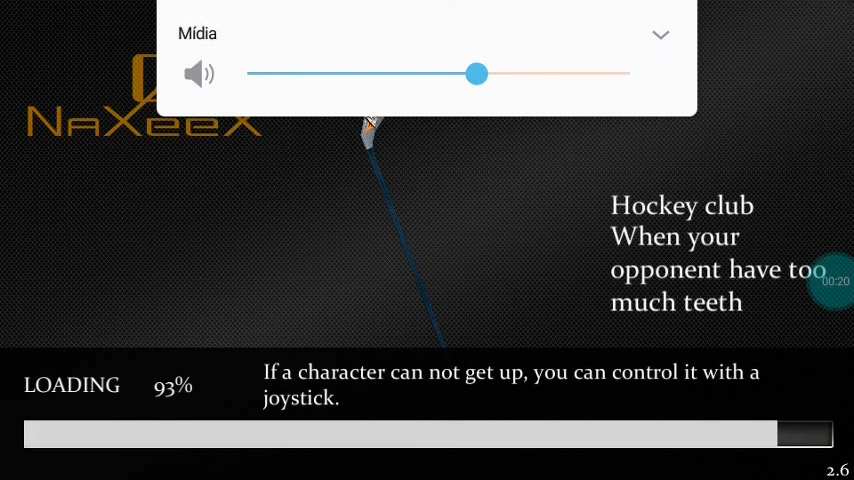 Mídia
NaXeeX
Hockey club
When your
opponent have too
much teeth
00:20
If a character can not get up, you can control it with a
joystick.
LOADING 93%
2.6